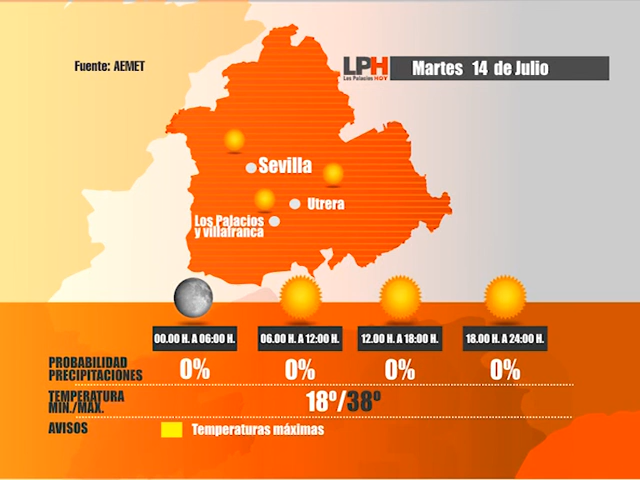 Fuente: AEMET
LPH
Los Palacios HOY
Martes 14 de Julio
Sevilla
Utrera
Los Palacios
y villafranca
00.00 H. A 06:00 H.
06.00 H. A 12:00 H.
12.00 H. A 18:00 H.
18.00 H. A 24:00 H.
PROBABILIDAD
PRECIPITACIONES
0%
0%
0%
0%
TEMPERATURA
MIN./MAX.
18º/38º
AVISOS
Temperaturas máximas